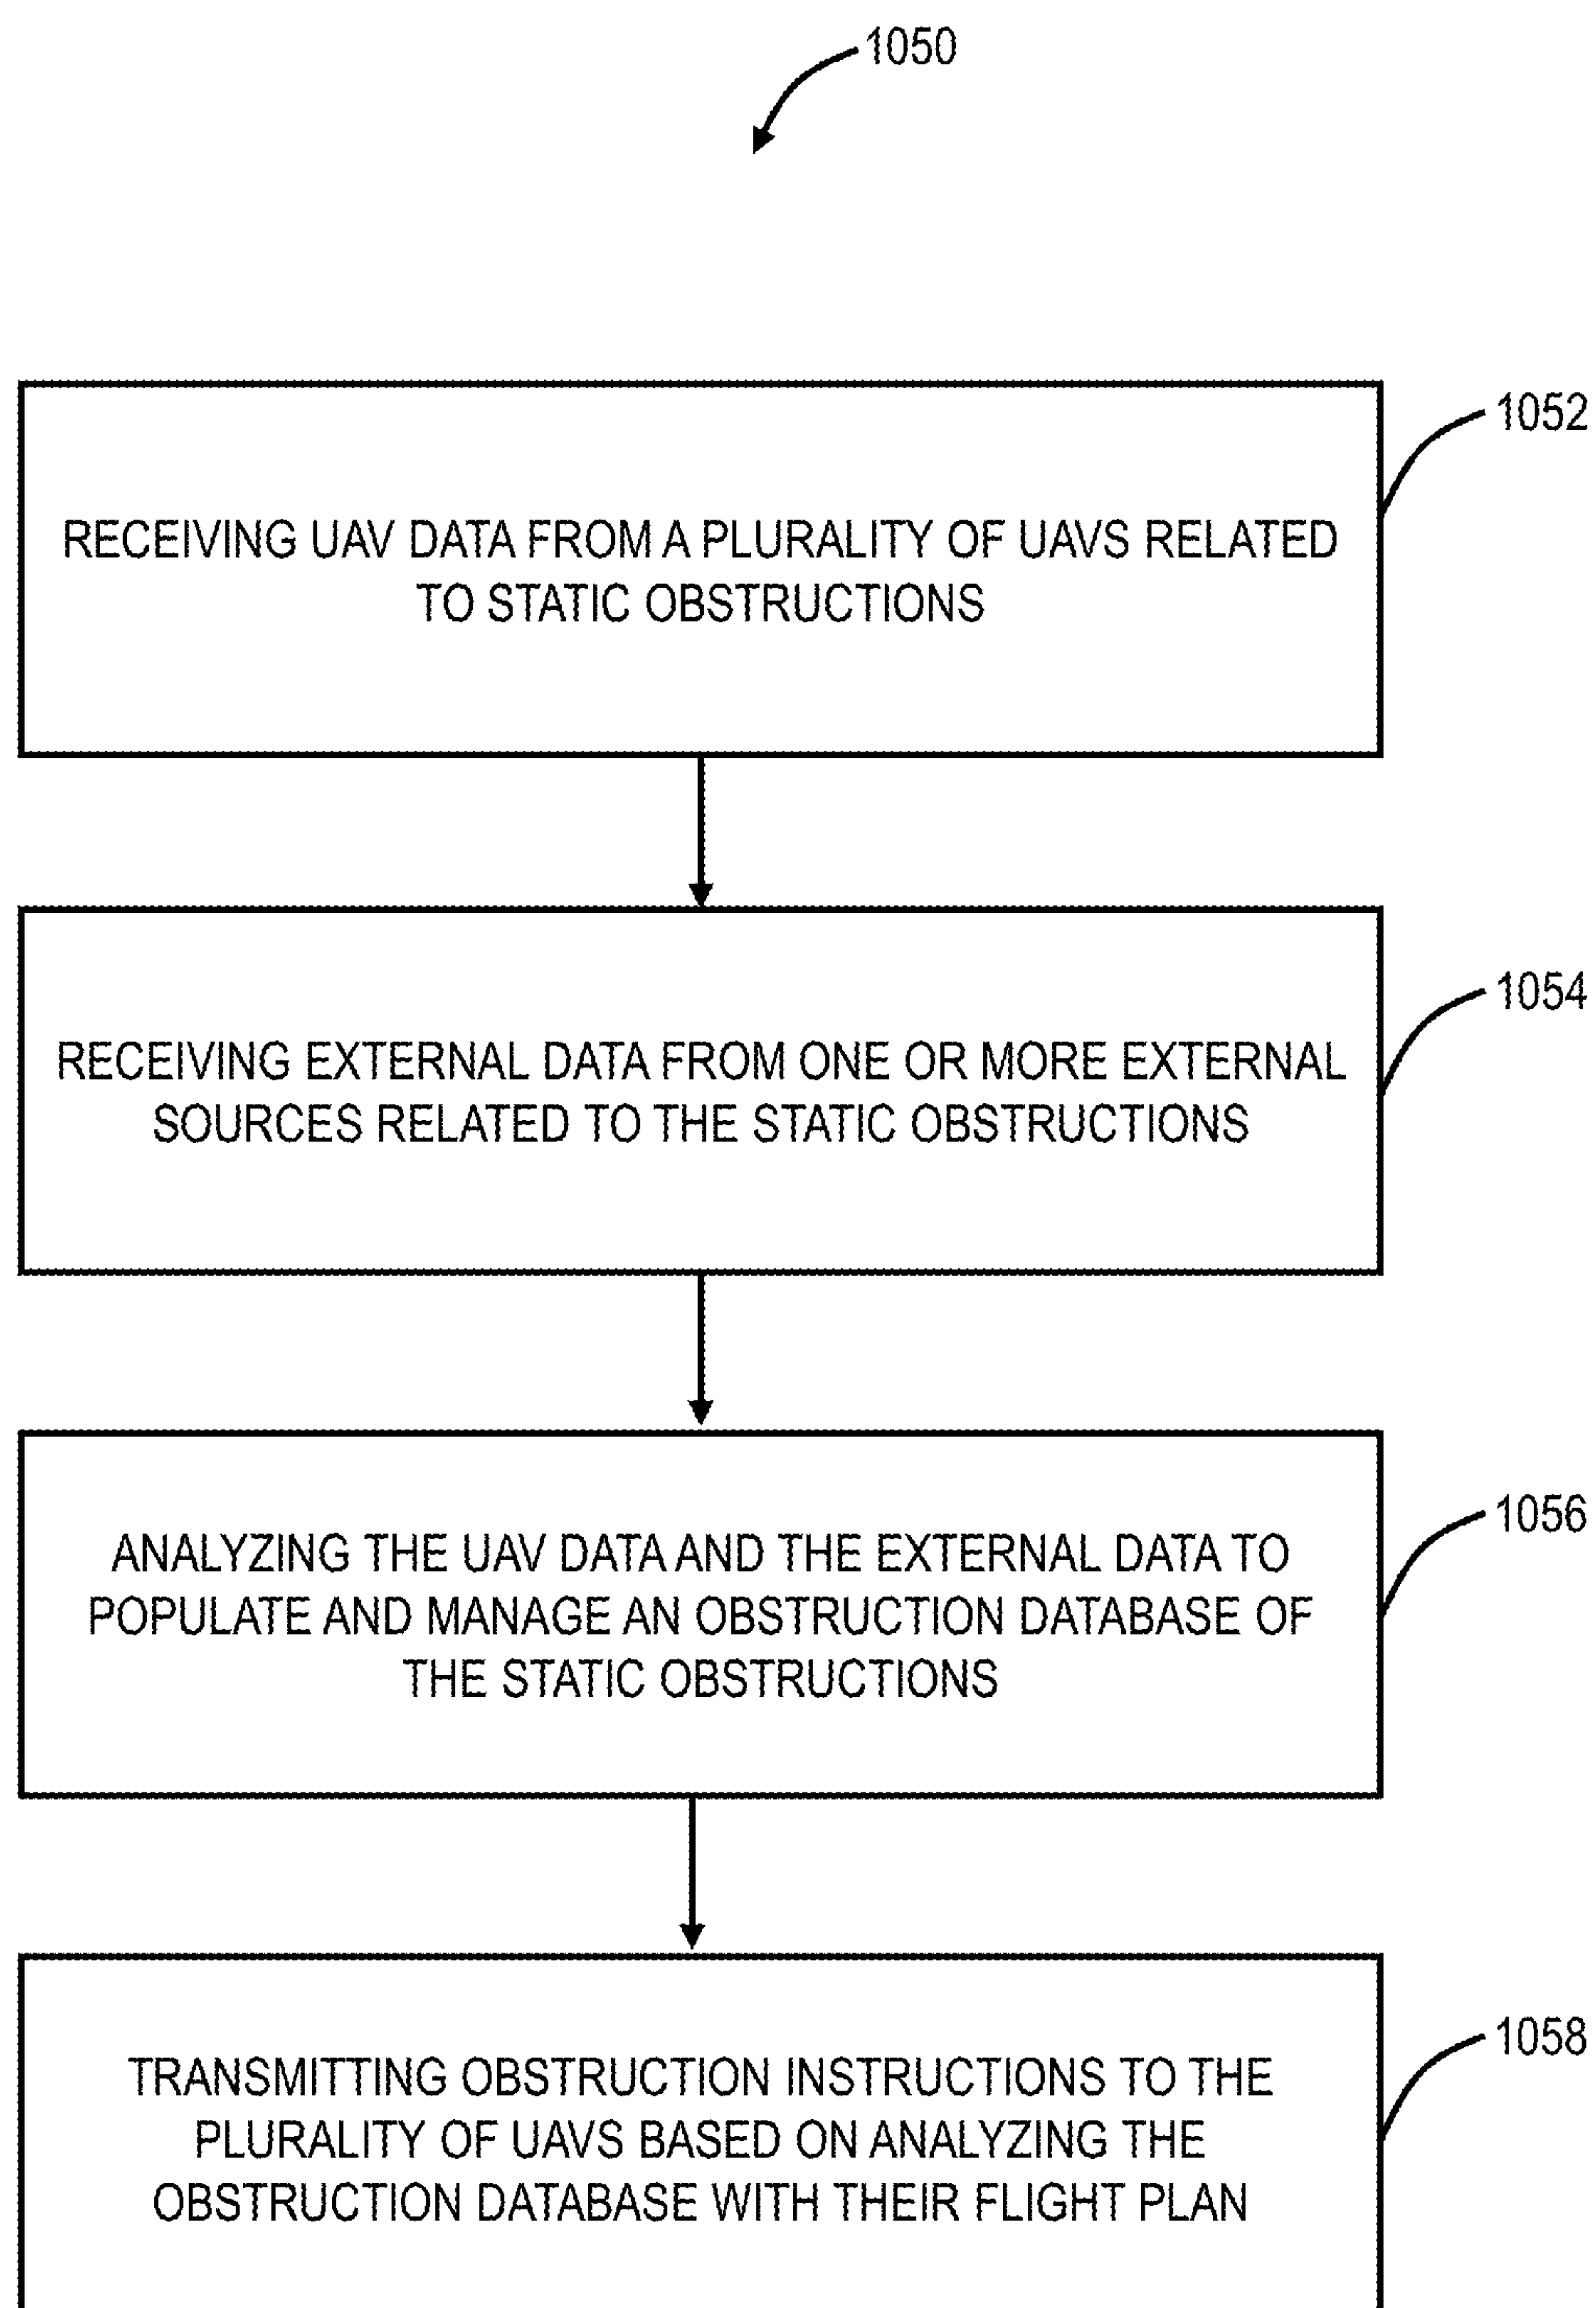 1050
1052
RECEIVING UAV DATA FROM A PLURALITY OF UAVS RELATED
TO STATIC OBSTRUCTIONS
1054
RECEIVING EXTERNAL DATA FROM ONE OR MORE EXTERNAL
SOURCES RELATED TO THE STATIC OBSTRUCTIONS
1056
ANALYZING THE UAV DATA AND THE EXTERNAL DATA TO
POPULATE AND MANAGE AN OBSTRUCTION DATABASE OF
THE STATIC OBSTRUCTIONS
1058
TRANSMITTING OBSTRUCTION INSTRUCTIONS TO THE
PLURALITY OF UAVS BASED ON ANALYZING THE
OBSTRUCTION DATABASE WITH THEIR FLIGHT PLAN